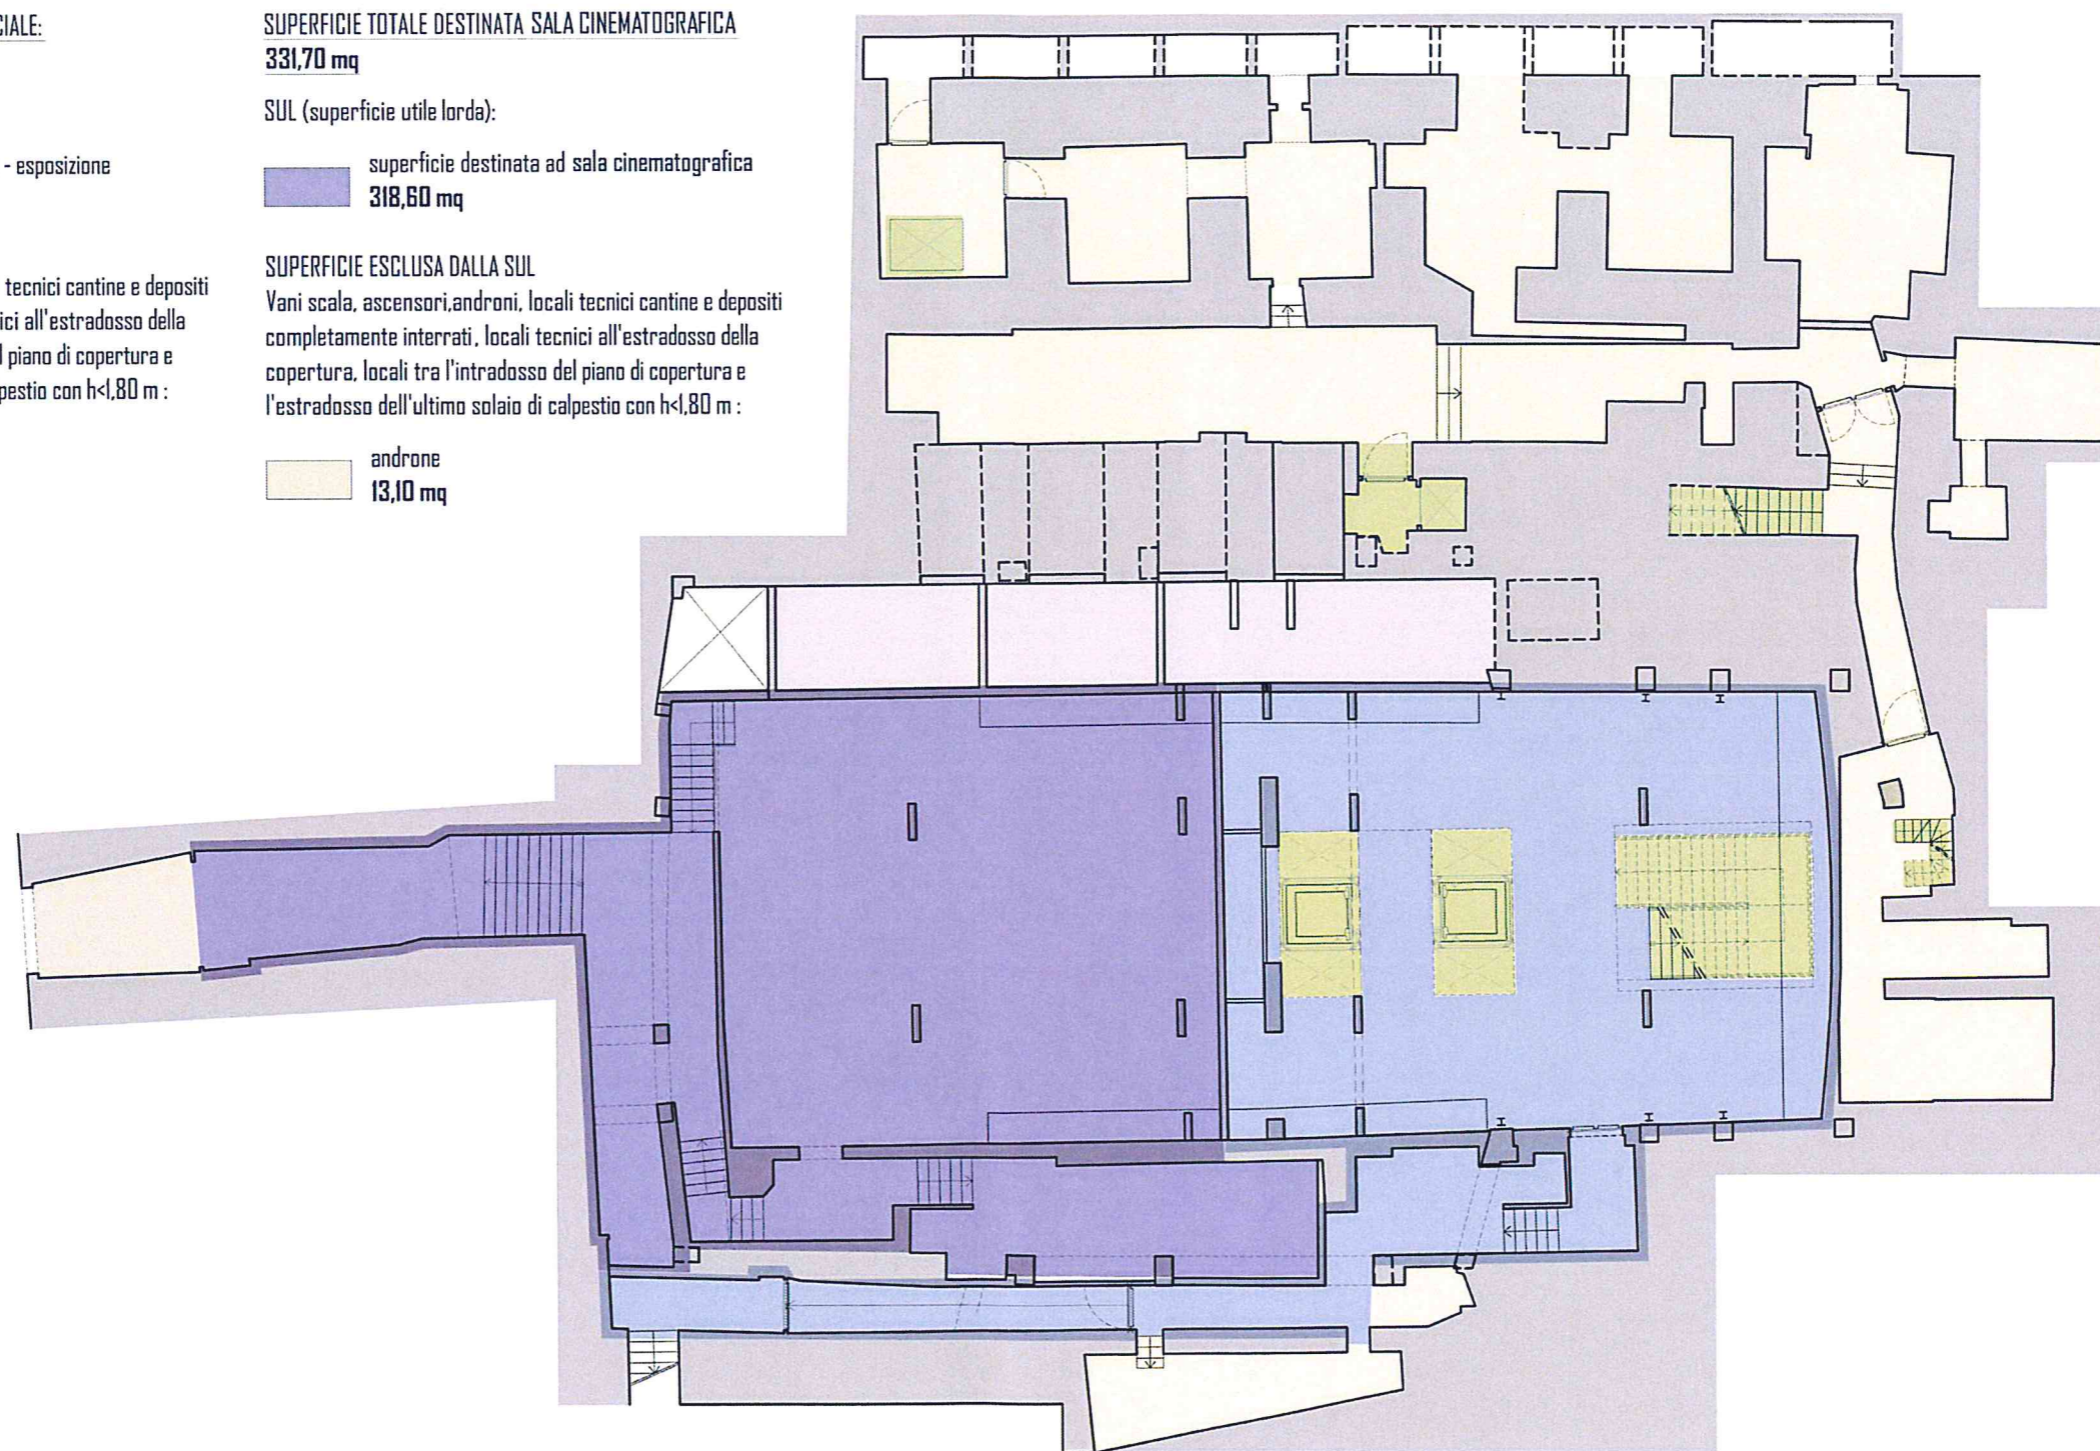 CIALE:
- esposizione
tecnici cantine e depositi
ici all'estradosso della
l piano di copertura e
pestio con h<1,80 m :
SUPERFICIE TOTALE DESTINATA SALA CINEMATOGRAFICA
331,70 mq
SUL (superficie utile lorda):
superficie destinata ad sala cinematografica
318,60 mq
SUPERFICIE ESCLUSA DALLA SUL
Vani scala, ascensori,androni, locali tecnici cantine e depositi
completamente interrati, locali tecnici all'estradosso della
copertura, locali tra l'intradosso del piano di copertura e
l'estradosso dell'ultimo solaio di calpestio con h<1,80 m :
androne
13,10 mq